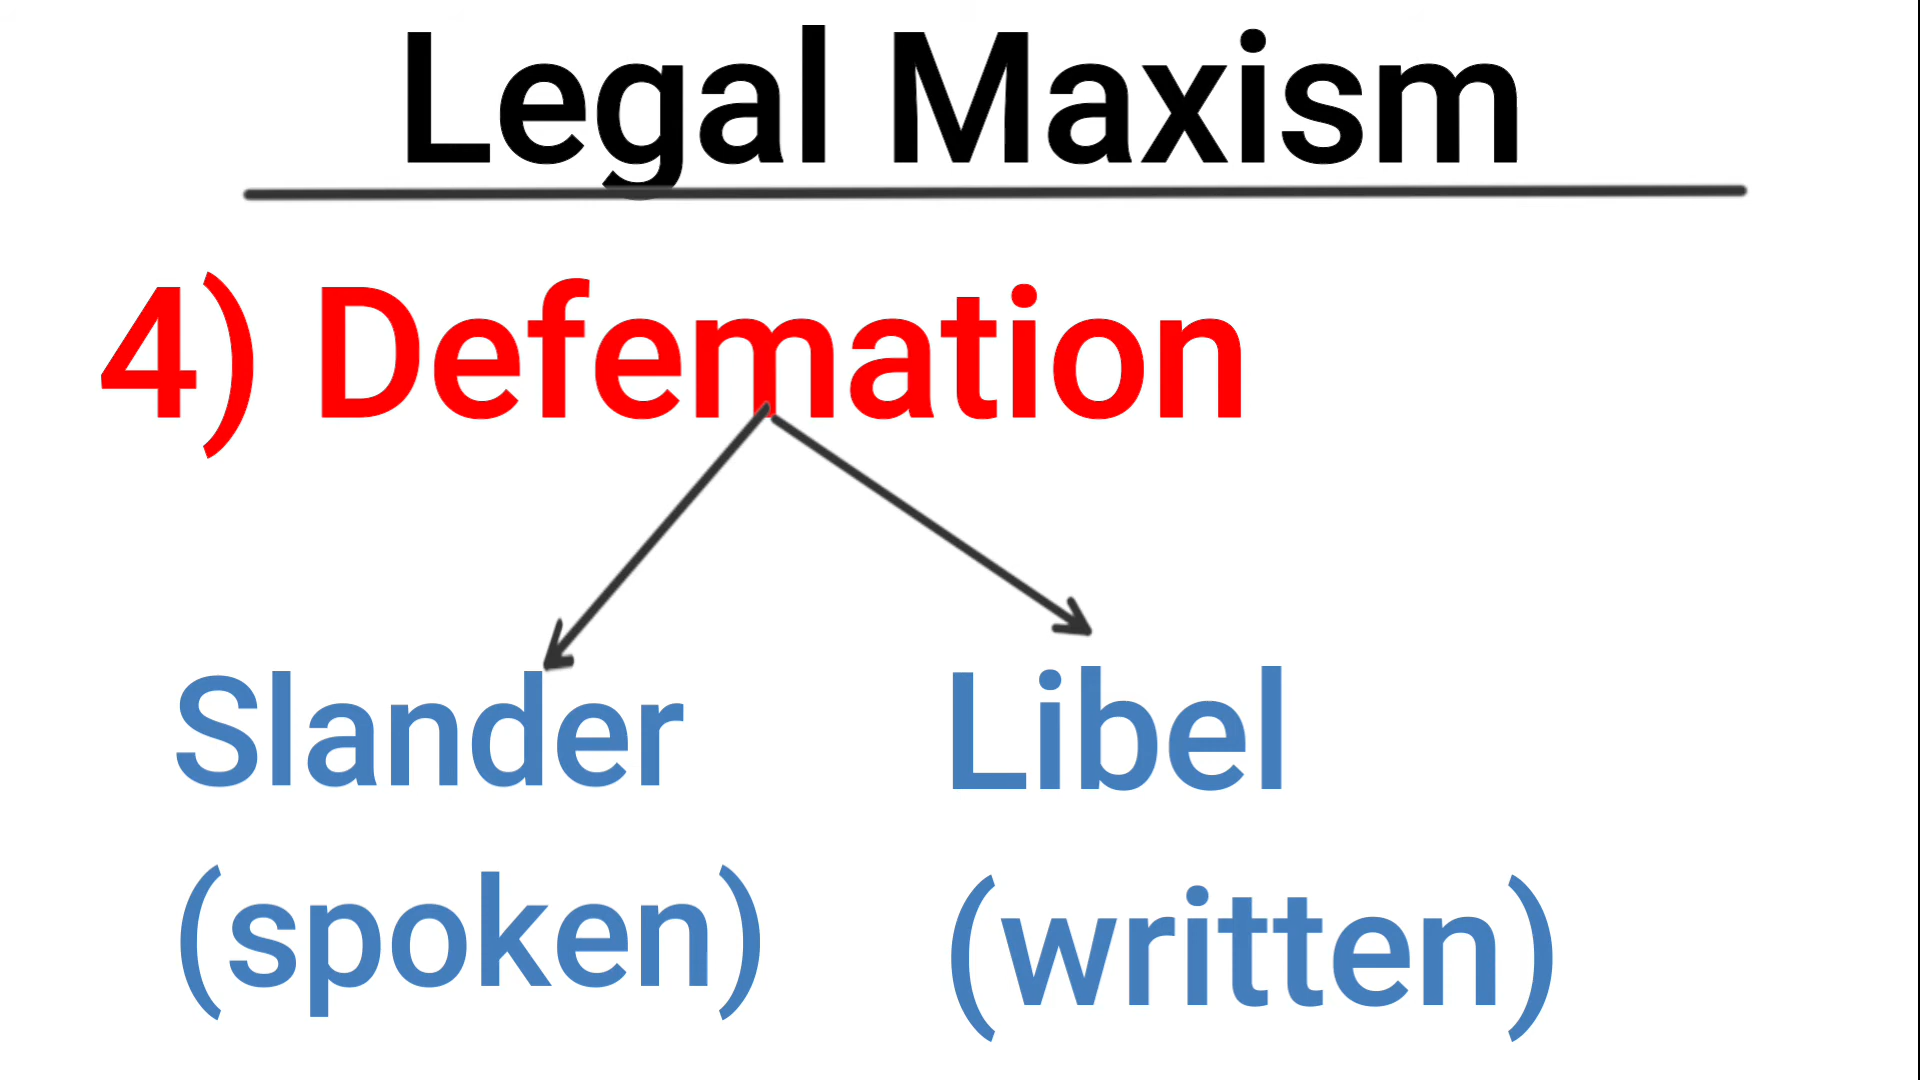 Legal Maxism
4) Defemation
Slander
Libel
(spoken)
(written)